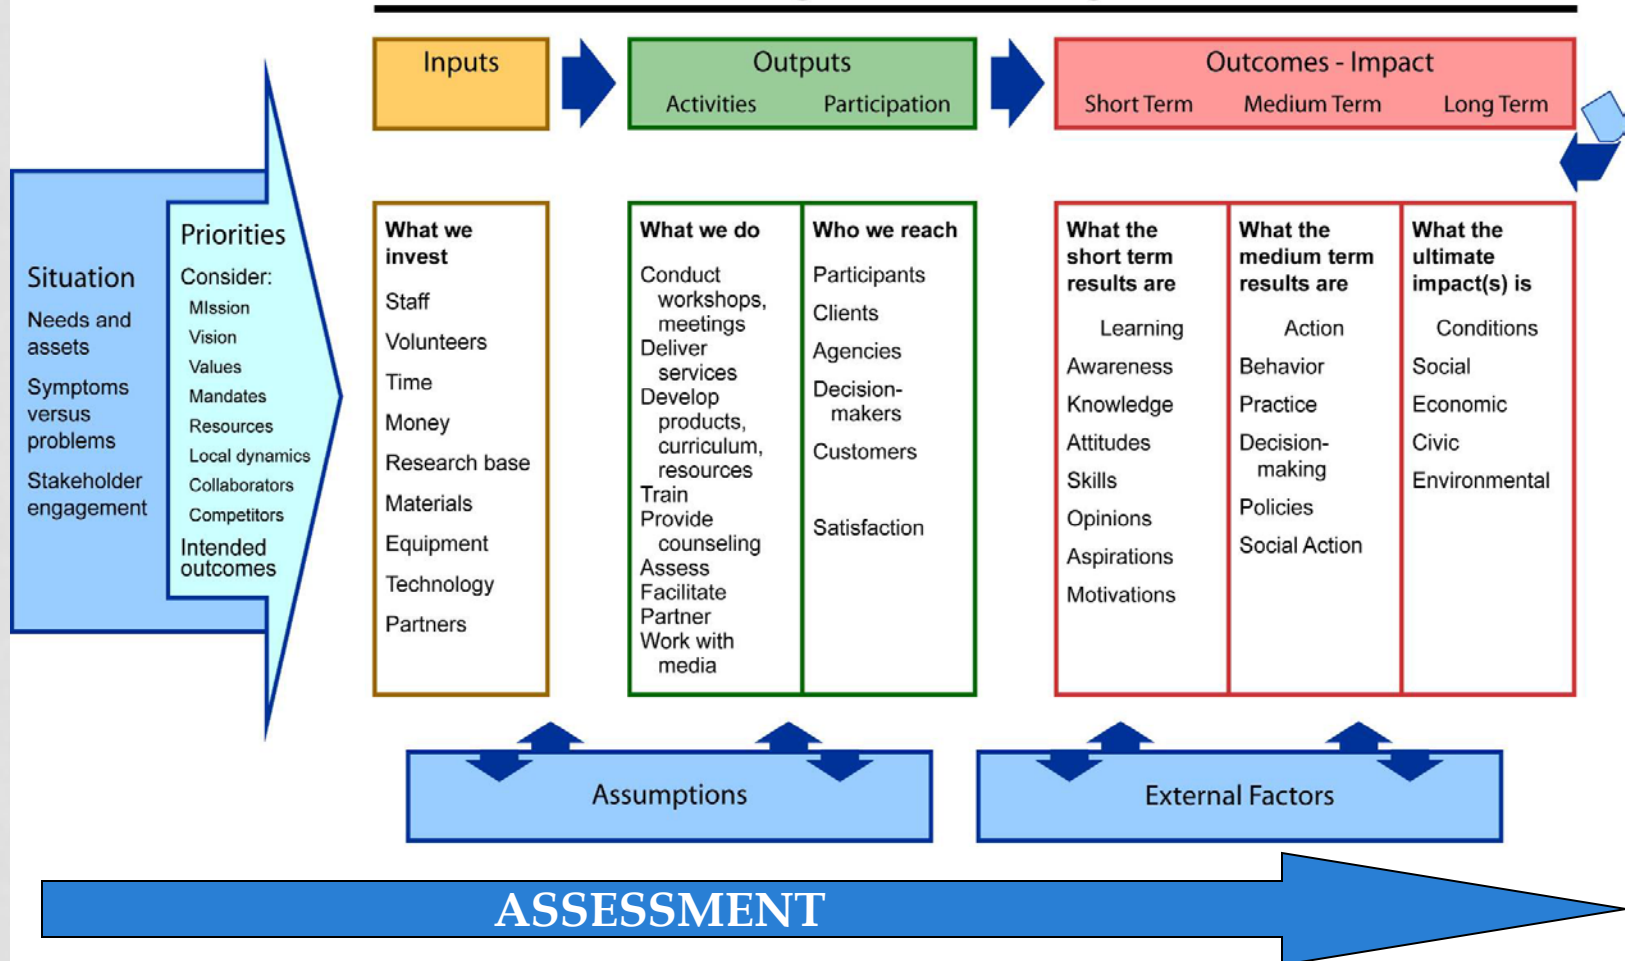 Inputs
Outputs
Activities Participation
Outcomes - Impact
Short Term Medium Term Long Term
Situation
Needs and
assets
Symptoms
versus
problems
Stakeholder
engagement
Priorities
Consider:
MIssion
Vision
Values
Mandates
Resources
Local dynamics
Collaborators
Competitors
Intended
outcomes
What we
invest
Staff
Volunteers
Time
Money
Research base
Materials
Equipment
Technology
Partners
What we do
Conduct
workshops,
meetings
Deliver
services
Develop
products,
curriculum,
resources
Train
Provide
counseling
Assess
Facilitate
Partner
Work with
media
Who we reach
Participants
Clients
Agencies
Decision-
makers
Customers
Satisfaction
What the
short term
results are
Learning
Awareness
Knowledge
Attitudes
Skills
Opinions
Aspirations
Motivations
What the
medium term
results are
Action
Behavior
Practice
Decision-
making
Policies
Social Action
What the
ultimate
impact(s) is
Conditions
Social
Economic
Civic
Environmental
Assumptions
External Factors
ASSESSMENT